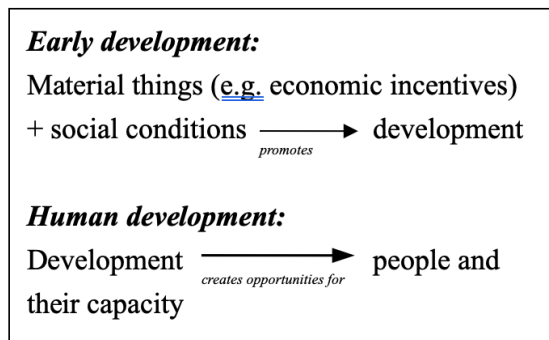 Early development:
Material things (e.g. economic incentives)
+ social conditions development
promotes
Human development:
Development people and
creates opportunities for
their capacity